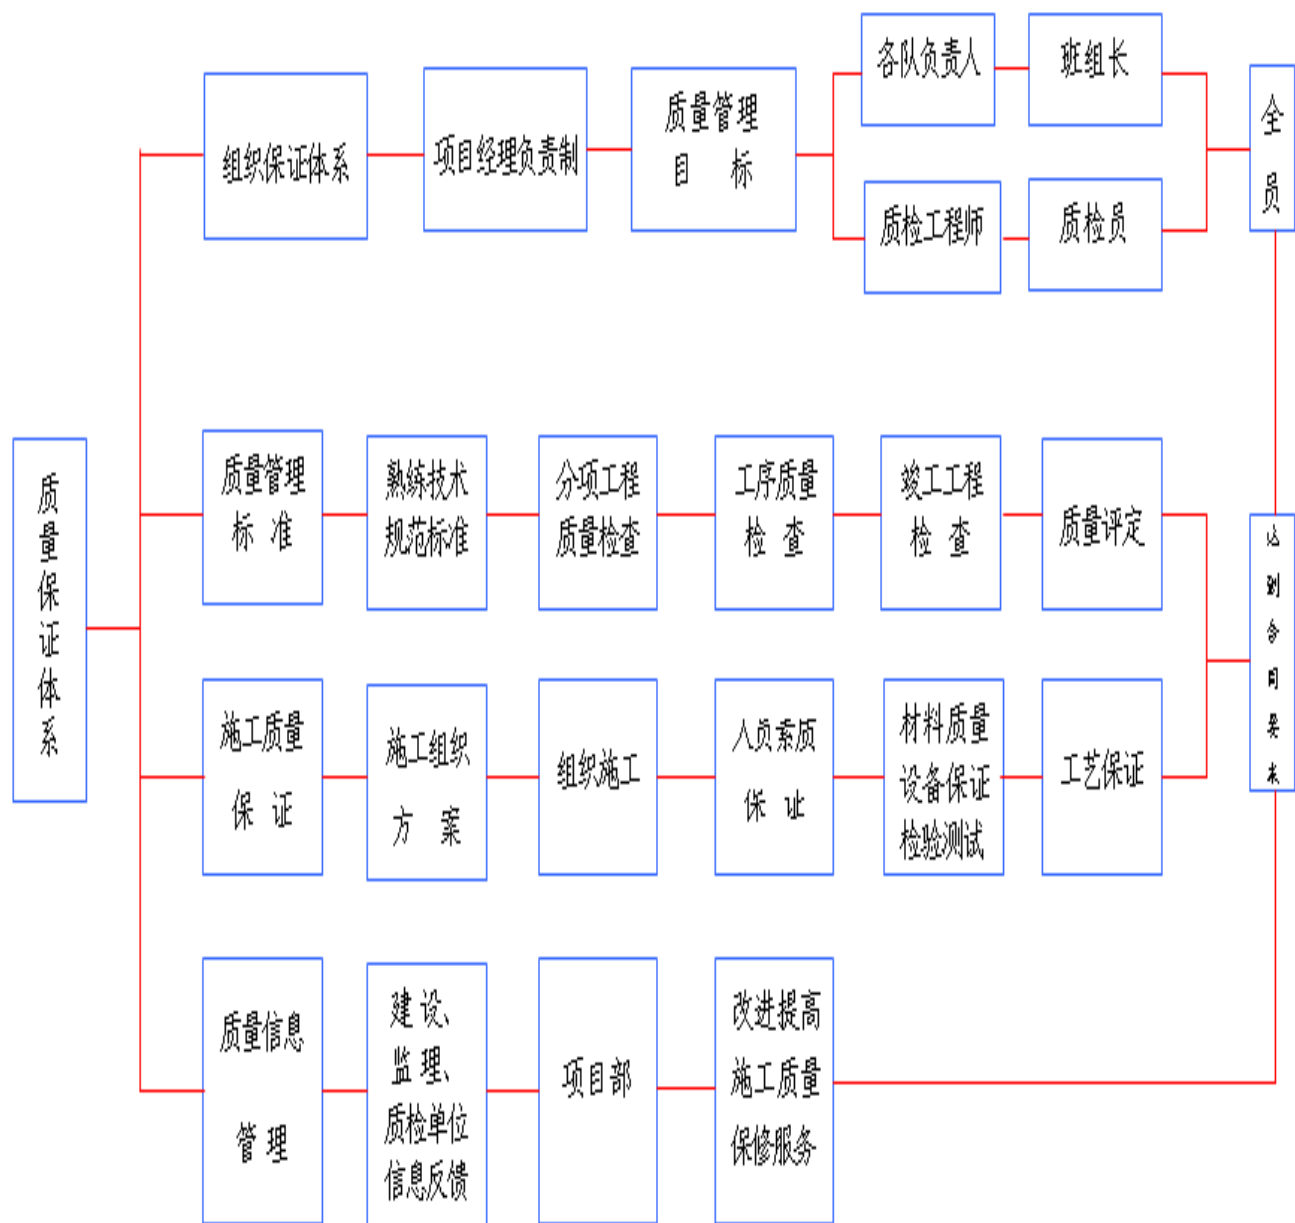 各队负责人
班组长
组织保证体系
项目经理负责制
质量管理
目 标
全
员
质检工程师
质检员
质
量
保
证
体
系
质量管理
标 准
熟练技术
规范标准
分项工程
质量检查
工序质量
检 查
竣工工程
检 查
质量评定
达
到
合
同
要
求
施工质量
保 证
施工组织
方 案
组织施工
人员素质
保 证
材料质量
设备保证
检验测试
工艺保证
质量信息
管 理
建 设、
监 理、
质检单位
信息反馈
项目部
改进提高
施工质量
保修服务